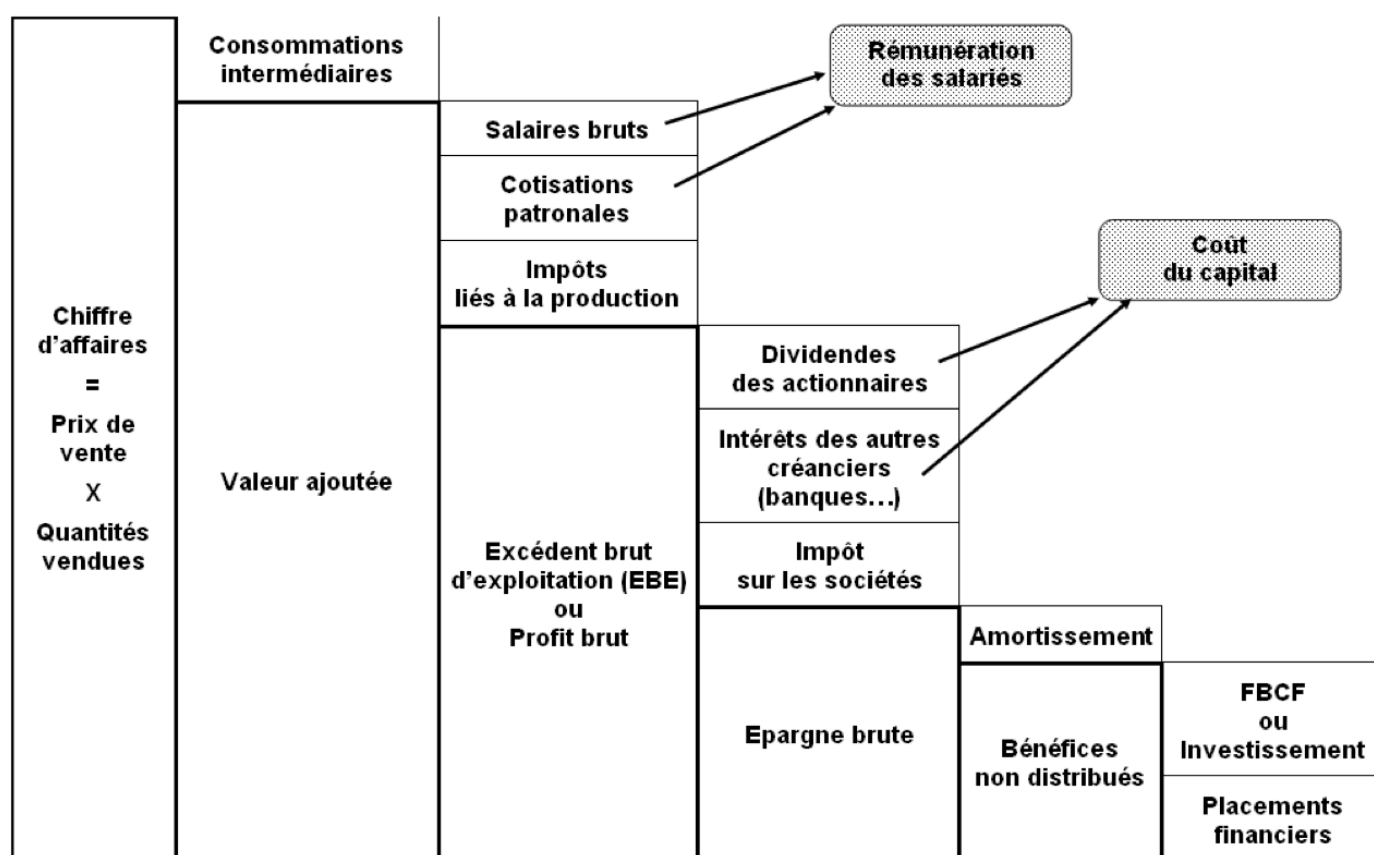 Consommations
intermédiaires
Rémunération
des salariés
Salaires bruts
Cotisations
patronales
Impôts
liés à la production
Coût
du capital
Chiffre
d'affaires
=
Prix de
vente
X
Quantités
vendues
Valeur ajoutée
Dividendes
des actionnaires
Intérêts des autres
créanciers
(banques…)
Excédent brut
d'exploitation (EBE)
ou
Profit brut
Impôt
sur les sociétés
Amortissement
Epargne brute
Bénéfices
non distribués
FBCF
ou
Investissement
Placements
financiers